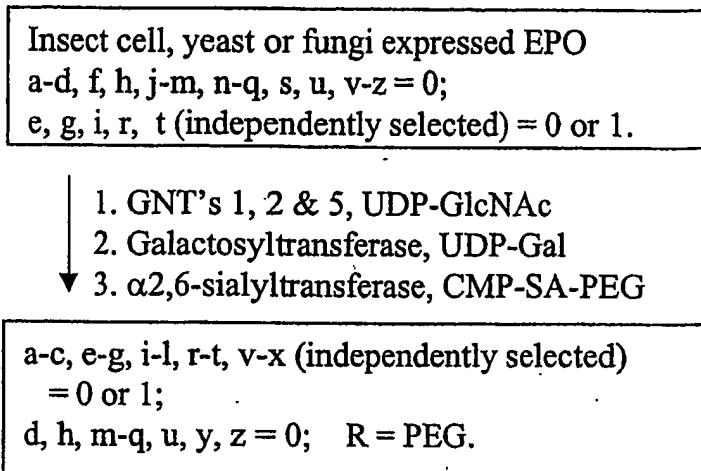 Insect cell, yeast or fungi expressed EPO
a-d, f, h, j-m, n-q, s, u, v-z = 0;
e, g, i, r, t (independently selected) = 0 or 1.
1. GNT's 1, 2 & 5, UDP-GlcNAc
2. Galactosyltransferase, UDP-Gal
3. α2,6-sialyltransferase, CMP-SA-PEG
a-c, e-g, i-l, r-t, v-x (independently selected)
= 0 or 1;
d, h, m-q, u, y, z = 0; R = PEG.